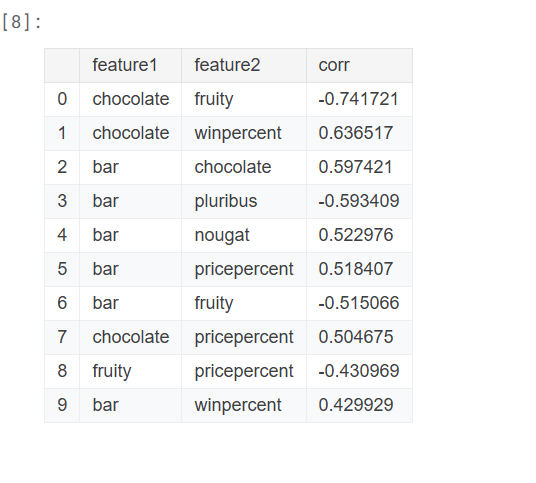 [8]:
feature1 feature2 corr
0 chocolate fruity -0.741721
1 chocolate winpercent 0.636517
2 bar chocolate 0.597421
3 bar pluribus -0.593409
4 bar nougat 0.522976
5 bar pricepercent 0.518407
6 bar fruity -0.515066
7 chocolate pricepercent 0.504675
8 fruity pricepercent -0.430969
9 bar winpercent 0.429929